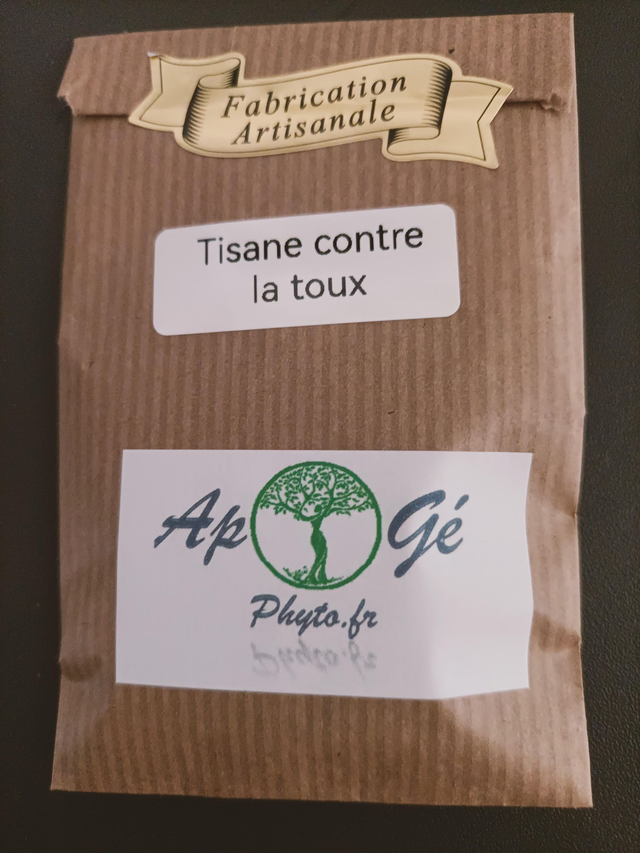 Fabrication
Artisanale
Tisane contre
la toux
Ap Gé
Phyto.fr